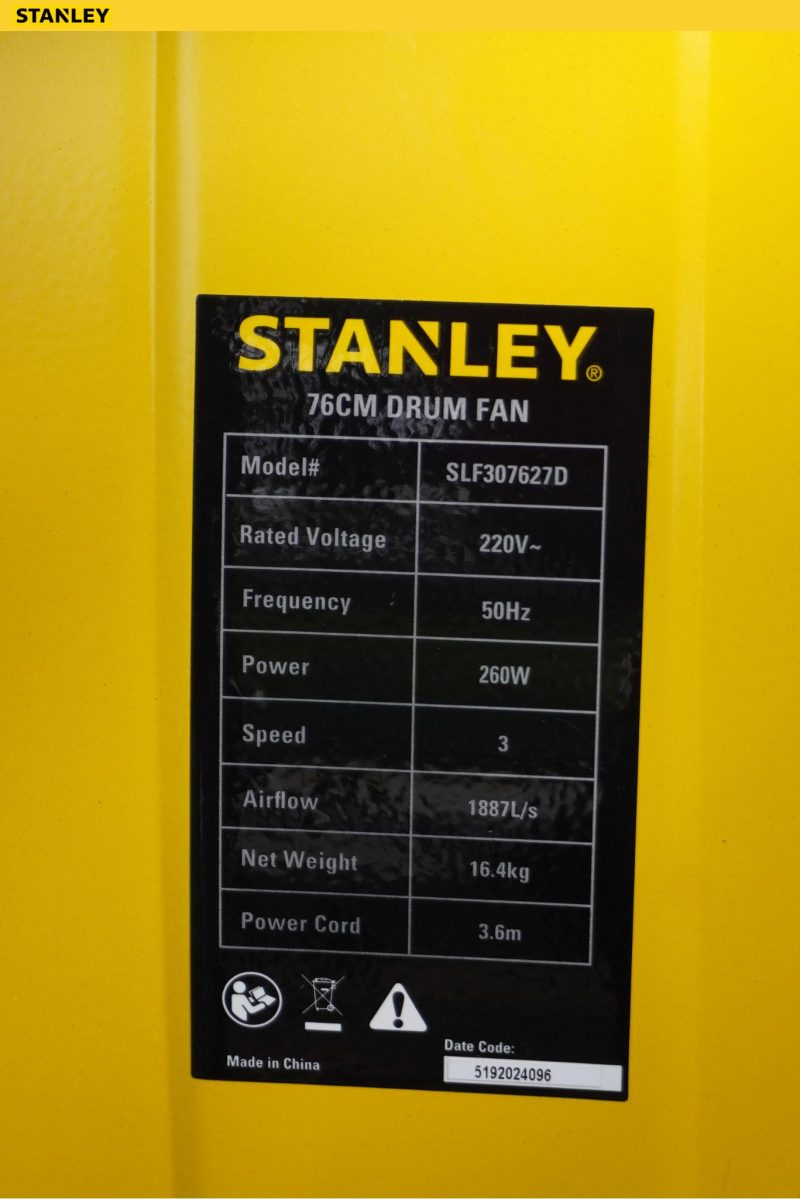 STANLEY
STANLEY®
76CM DRUM FAN
Model# SLF307627D
Rated Voltage 220V~
Frequency 50Hz
Power 260W
Speed 3
Airflow 1887L/s
Net Weight 16.4kg
Power Cord 3.6m
Date Code:
Made in China 5192024096